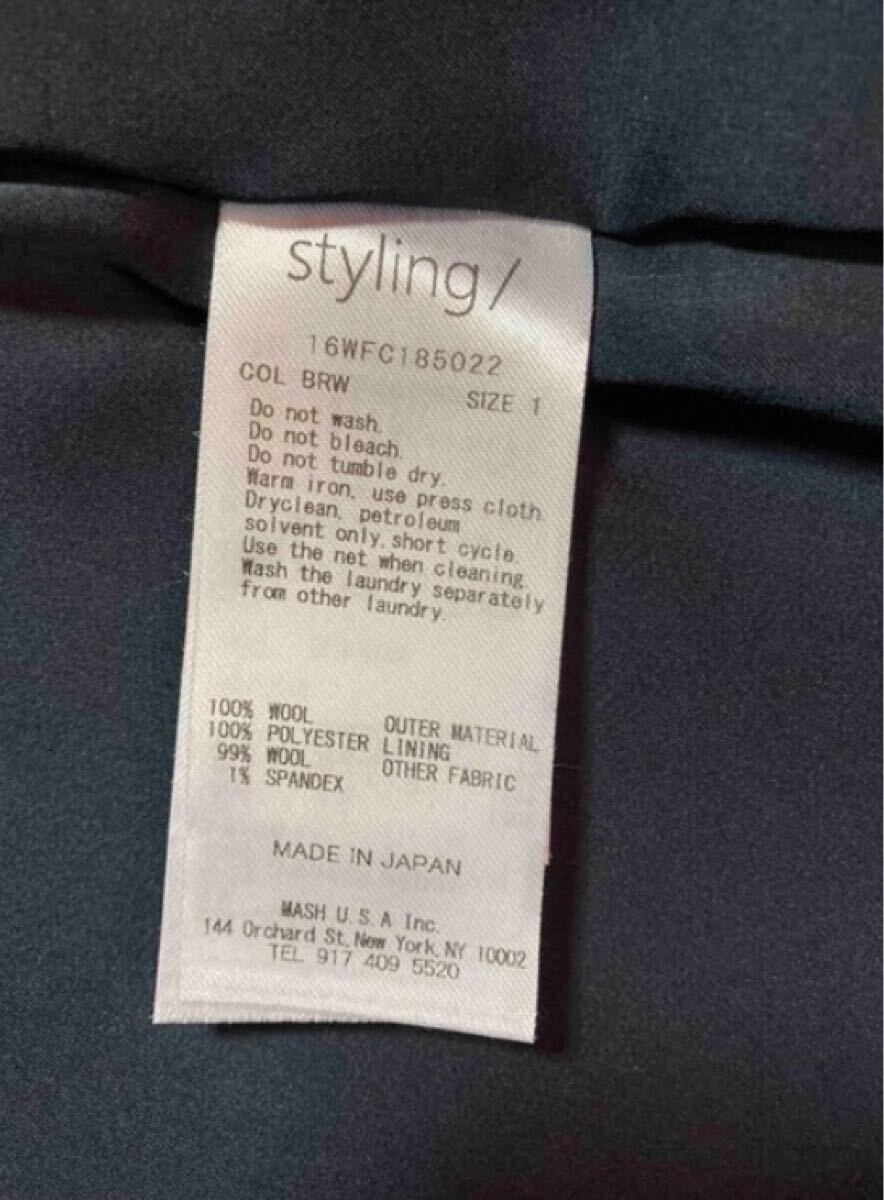 styling/
16WFC185022
COL BRW SIZE 1
Do not wash.
Do not bleach.
Do not tumble dry.
Warm iron, use press cloth.
Dryclean, petroleum
solvent only, short cycle.
Use the net when cleaning.
Wash the laundry separately
from other laundry.
100% WOOL OUTER MATERIAL
100% POLYESTER LINING
99% WOOL OTHER FABRIC
1% SPANDEX
MADE IN JAPAN
MASH U.S.A Inc.
144 Orchard St, New York, NY 10002
TEL 917 409 5520